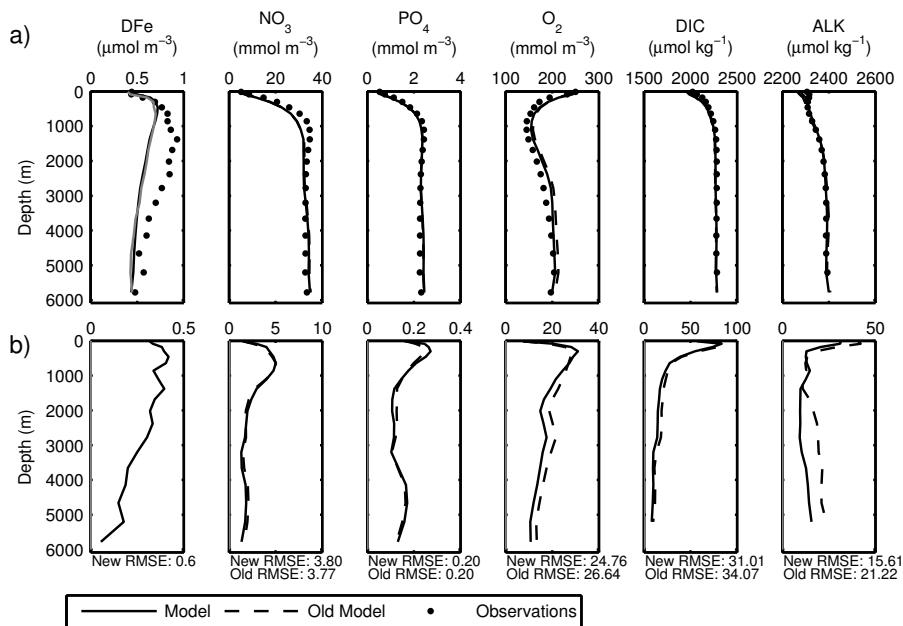 a)
DFe
(μmol m⁻³)
NO₃
(mmol m⁻³)
PO₄
(mmol m⁻³)
O₂
(mmol m⁻³)
DIC
(μmol kg⁻¹)
ALK
(μmol kg⁻¹)
0 0.5 1
0 20 40
0 2 4
100 200 300
1500 2000 2500
2200 2400 2600
Depth (m)
0
1000
2000
3000
4000
5000
6000
b)
0 0.5
0 5 10
0 0.2 0.4
0 20 40
0 50 100
0 50
Depth (m)
0
1000
2000
3000
4000
5000
6000
New RMSE: 0.6
New RMSE: 3.80
Old RMSE: 3.77
New RMSE: 0.20
Old RMSE: 0.20
New RMSE: 24.76
Old RMSE: 26.64
New RMSE: 31.01
Old RMSE: 34.07
New RMSE: 15.61
Old RMSE: 21.22
Model Old Model Observations